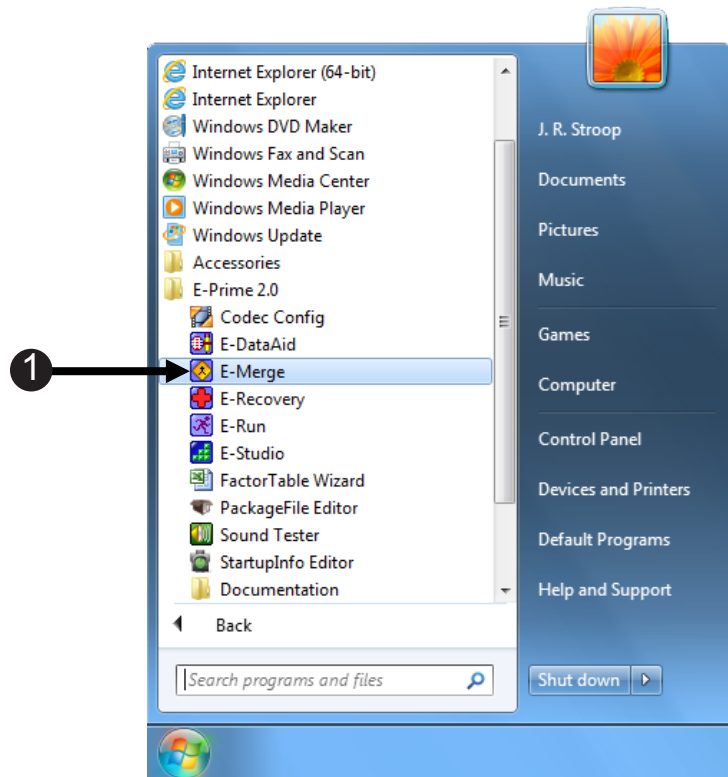 Internet Explorer (64-bit)
Internet Explorer
Windows DVD Maker
Windows Fax and Scan
Windows Media Center
Windows Media Player
Windows Update
Accessories
E-Prime 2.0
Codec Config
E-DataAid
1
E-Merge
E-Recovery
E-Run
E-Studio
FactorTable Wizard
PackageFile Editor
Sound Tester
StartupInfo Editor
Documentation
Back
Search programs and files
J. R. Stroop
Documents
Pictures
Music
Games
Computer
Control Panel
Devices and Printers
Default Programs
Help and Support
Shut down